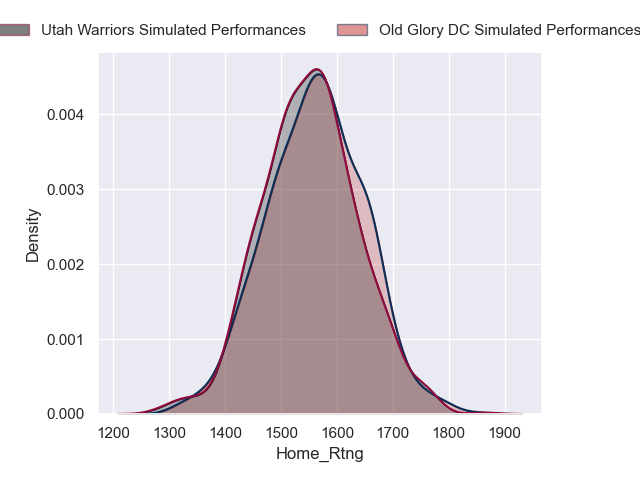 Utah Warriors Simulated Performances
Old Glory DC Simulated Performances
0.004
0.003
0.002
0.001
0.000
Density
1200 1300 1400 1500 1600 1700 1800 1900
Home_Rtng